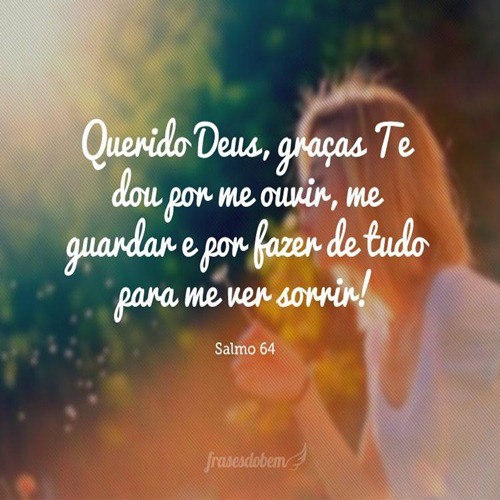 Querido Deus, graças Te
dou por me ouvir, me
guardar e por fazer de tudo
para me ver sorrir!
Salmo 64
frasesdobem